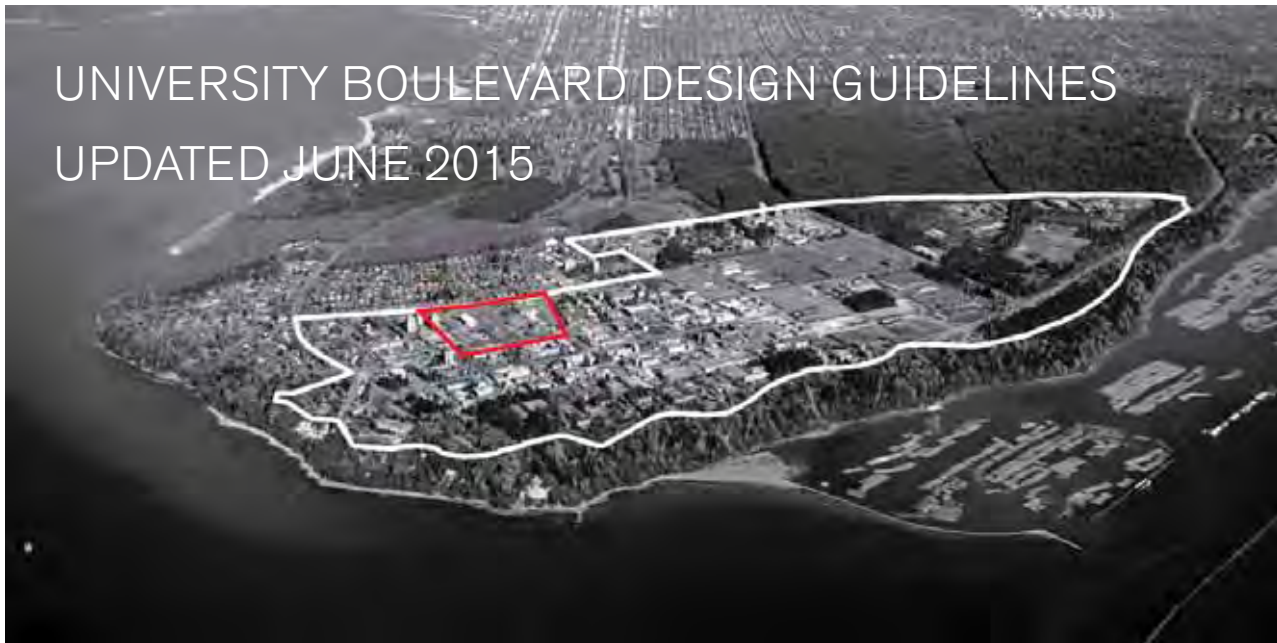 UNIVERSITY BOULEVARD DESIGN GUIDELINES
UPDATED JUNE 2015